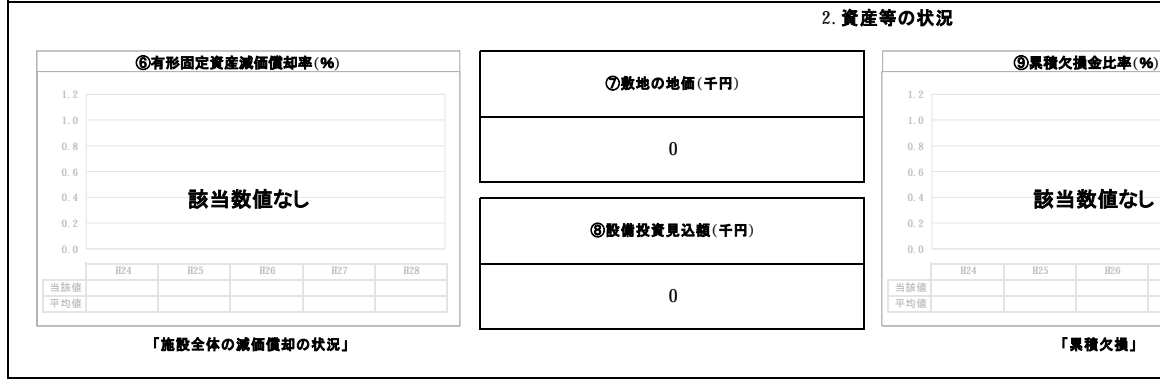 2. 資産等の状況
⑥有形固定資産減価償却率(%)
1.2
1.0
0.8
0.6
0.4
0.2
0.0
該当数値なし
H24 H25 H26 H27 H28
当該値
平均値
「施設全体の減価償却の状況」
⑦敷地の地価(千円)
0
⑧設備投資見込額(千円)
0
⑨累積欠損金比率(%)
1.2
1.0
0.8
0.6
0.4
0.2
0.0
該当数値なし
H24 H25 H26
当該値
平均値
「累積欠損」